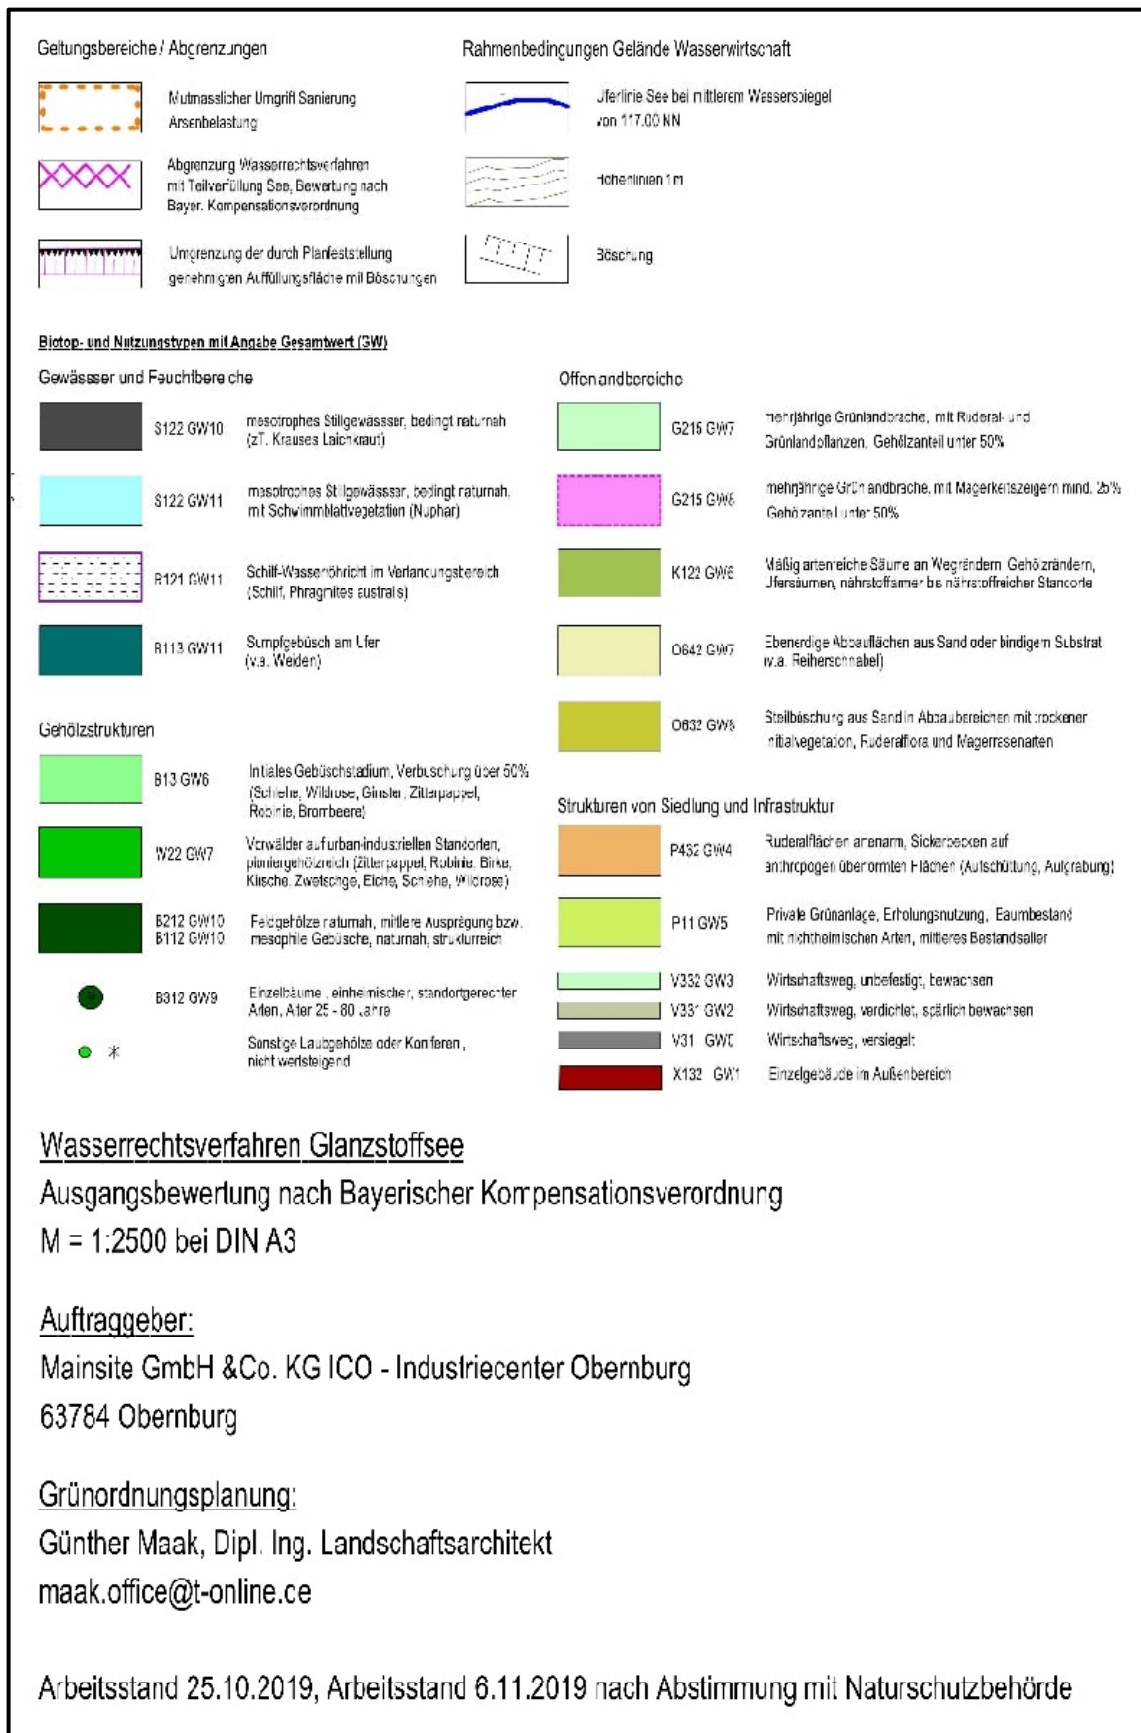 Geltungsbereiche / Abgrenzungen
Mutmasslicher Umgriff Sanierung
Arsenbelastung
Abgrenzung Wasserrechtsverfahren
mit Teilverfüllung See, Bewertung nach
Bayer. Kompensationsverordnung
Umgrenzung der durch Planfeststellung
genehmigten Auffüllungsfläche mit Böschungen
Rahmenbedingungen Gelände Wasserwirtschaft
Uferlinie See bei mittlerem Wasserspiegel
von 117.00 NN
Höhenlinien 1m
Böschung
Biotop- und Nutzungstypen mit Angabe Gesamtwert (GW)
Gewässser und Feuchtbereiche
S122 GW10 mesotrophes Stillgewässser, bedingt naturnah
(zT. Krauses Laichkraut)
S122 GW11 mesotrophes Stillgewässser, bedingt naturnah,
mit Schwimmblattvegetation (Nuphar)
R121 GW11 Schilf-Wasserröhricht im Verlandungsbereich
(Schilf, Phragmites australis)
B113 GW11 Sumpfgebüsch am Ufer
(v.a. Weiden)
Gehölzstrukturen
B13 GW6 Initiales Gebüschstadium, Verbuschung über 50%
(Schlehe, Wildrose, Ginster, Zitterpappel,
Robinie, Brombeere)
W22 GW7 Vorwälder auf urban-industriellen Standorten,
pioniergehölzreich (Zitterpappel, Robinie, Birke,
Kirsche, Zwetschge, Eiche, Schlehe, Wildrose)
B212 GW10 Feldgehölze naturnah, mittlere Ausprägung bzw.
B112 GW10 mesophile Gebüsche, naturnah, strukturreich
B312 GW9 Einzelbäume , einheimischer, standortgerechter
Arten, Alter 25 - 80 Jahre
Sonstige Laubgehölze oder Koniferen ,
nicht wertsteigend
Offenlandbereiche
G215 GW7 mehrjährige Grünlandbrache, mit Ruderal- und
Grünlandpflanzen, Gehölzanteil unter 50%
G215 GW8 mehrjährige Grünlandbrache, mit Magerkeitszeigern mind. 25%
Gehölzanteil unter 50%
K122 GW6 Mäßig artenreiche Säume an Wegrändern, Gehölzrändern,
Ufersäumen, nährstoffarmer bis nährstoffreicher Standorte
O642 GW7 Ebenerdige Abbauflächen aus Sand oder bindigem Substrat
(v.a. Reiherschnabel)
O632 GW8 Steilböschung aus Sand in Abbaubereichen mit trockener
Initialvegetation, Ruderalflora und Magerrasenarten
Strukturen von Siedlung und Infrastruktur
P432 GW4 Ruderalflächen artenarm, Sickerbecken auf
anthropogen überformten Flächen (Aufschüttung, Aufgrabung)
P11 GW5 Private Grünanlage, Erholungsnutzung, Baumbestand
mit nichtheimischen Arten, mittleres Bestandsalter
V332 GW3 Wirtschaftsweg, unbefestigt, bewachsen
V331 GW2 Wirtschaftsweg, verdichtet, spärlich bewachsen
V31 GW0 Wirtschaftsweg, versiegelt
X132 GW1 Einzelgebäude im Außenbereich
Wasserrechtsverfahren Glanzstoffsee
Ausgangsbewertung nach Bayerischer Kompensationsverordnung
M = 1:2500 bei DIN A3
Auftraggeber:
Mainsite GmbH &Co. KG ICO - Industriecenter Obernburg
63784 Obernburg
Grünordnungsplanung:
Günther Maak, Dipl. Ing. Landschaftsarchitekt
maak.office@t-online.de
Arbeitsstand 25.10.2019, Arbeitsstand 6.11.2019 nach Abstimmung mit Naturschutzbehörde